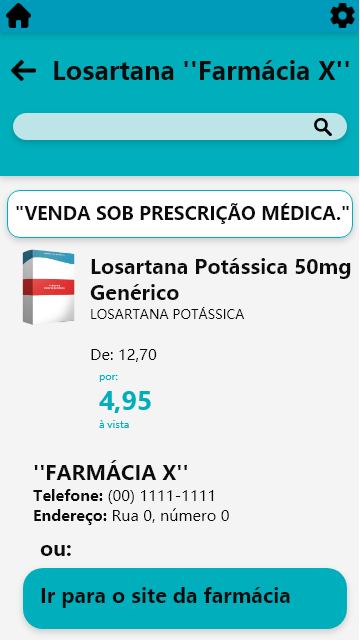 Losartana ''Farmácia X''
"VENDA SOB PRESCRIÇÃO MÉDICA."
Losartana Potássica 50mg
Genérico
LOSARTANA POTÁSSICA
De: 12,70
por:
4,95
à vista
''FARMÁCIA X''
Telefone: (00) 1111-1111
Endereço: Rua 0, número 0
ou:
Ir para o site da farmácia